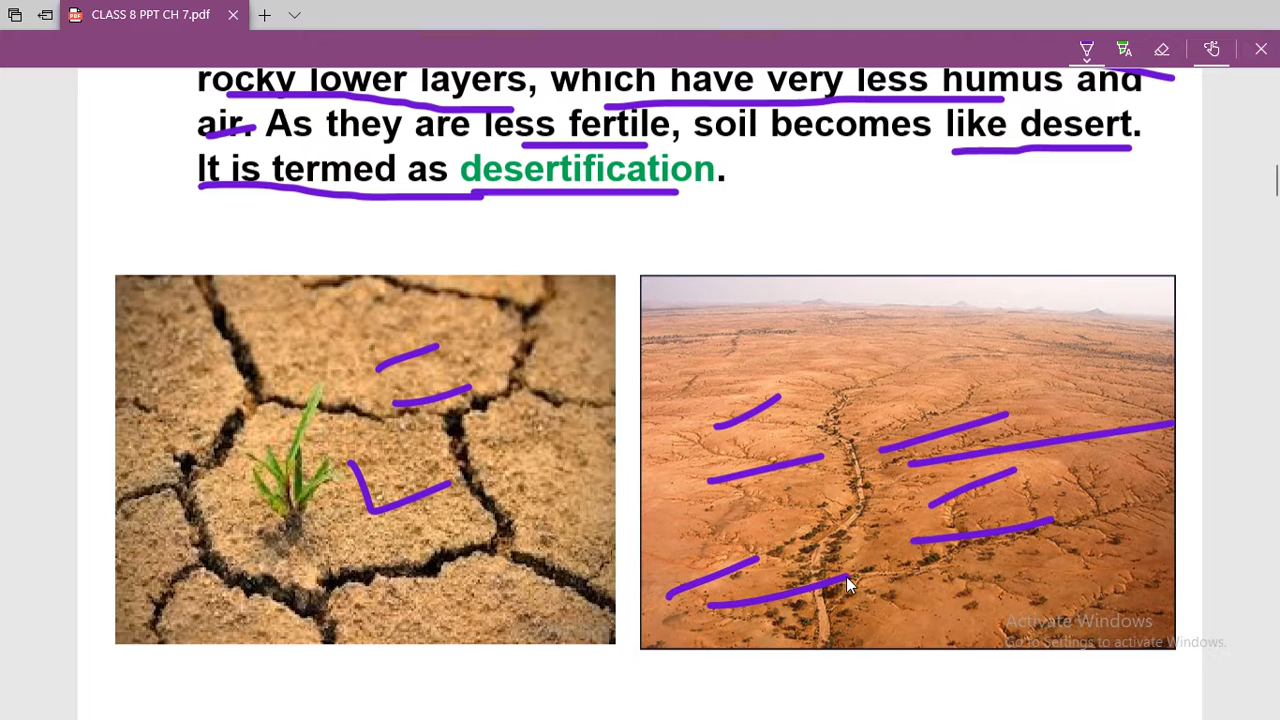 CLASS 8 PPT CH 7.pdf
rocky lower layers, which have very less humus and
air. As they are less fertile, soil becomes like desert.
It is termed as desertification.
Activate Windows
Go to Settings to activate Windows.